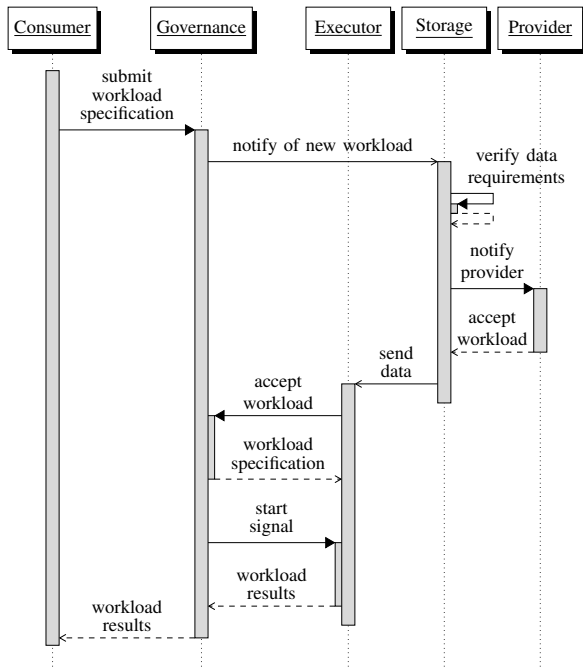 Consumer
Governance
Executor
Storage
Provider
submit
workload
specification
notify of new workload
verify data
requirements
notify
provider
accept
workload
send
data
accept
workload
workload
specification
start
signal
workload
results
workload
results